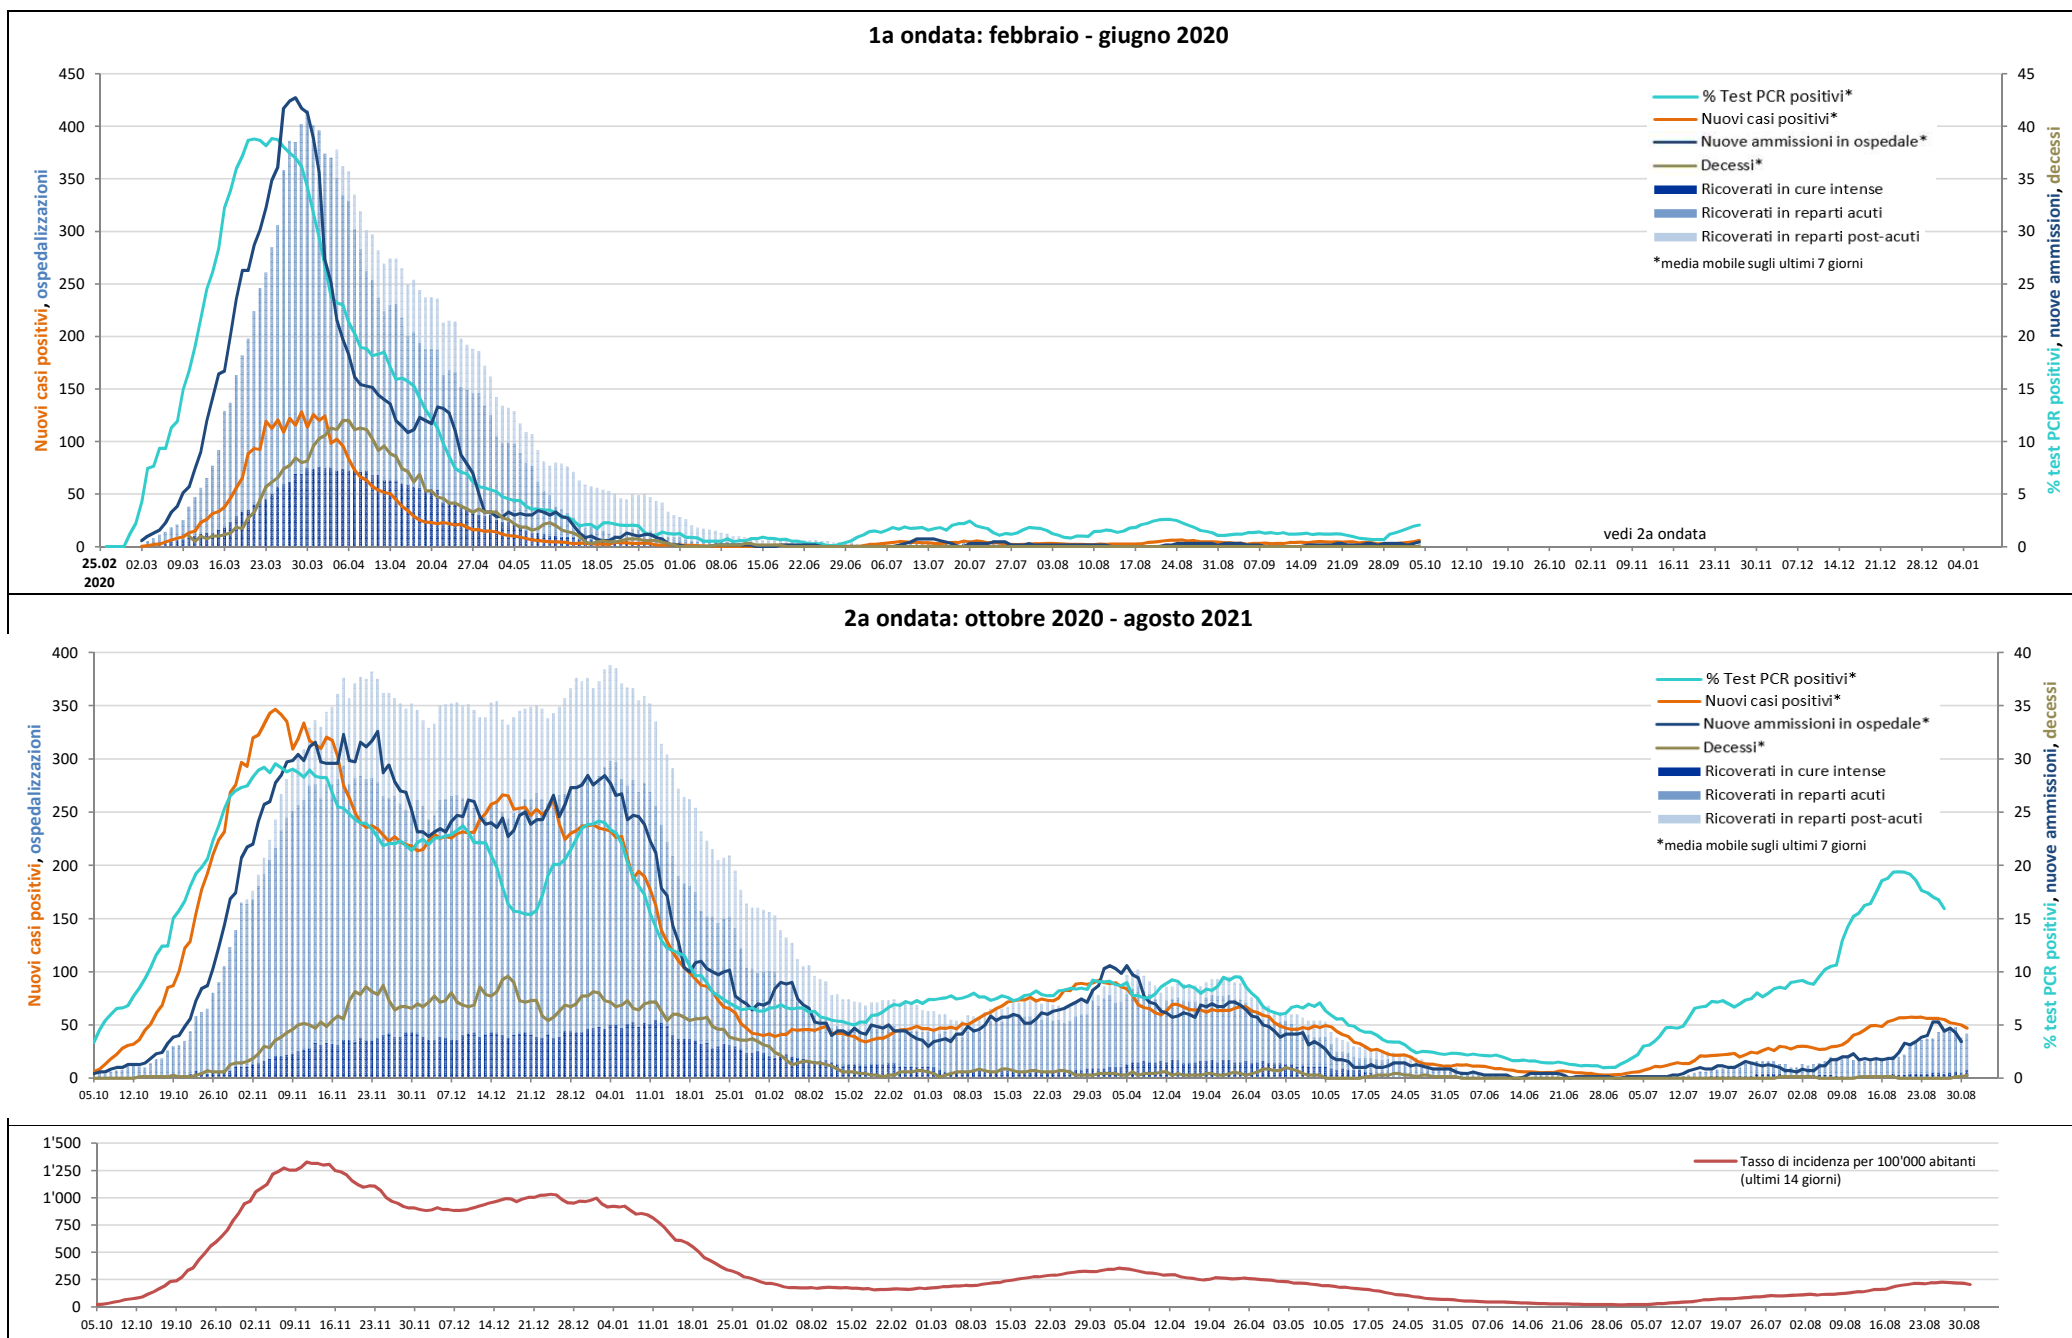 1a ondata: febbraio - giugno 2020
450
400
350
300
250
200
150
100
50
0
45
40
35
30
25
20
15
10
5
0
Nuovi casi positivi, ospedalizzazioni
% test PCR positivi, nuove ammissioni, decessi
% Test PCR positivi*
Nuovi casi positivi*
Nuove ammissioni in ospedale*
Decessi*
Ricoverati in cure intense
Ricoverati in reparti acuti
Ricoverati in reparti post-acuti
*media mobile sugli ultimi 7 giorni
vedi 2a ondata
25.02 02.03 09.03 16.03 23.03 30.03 06.04 13.04 20.04 27.04 04.05 11.05 18.05 25.05 01.06 08.06 15.06 22.06 29.06 06.07 13.07 20.07 27.07 03.08 10.08 17.08 24.08 31.08 07.09 14.09 21.09 28.09 05.10 12.10 19.10 26.10 02.11 09.11 16.11 23.11 30.11 07.12 14.12 21.12 28.12 04.01
2020
2a ondata: ottobre 2020 - agosto 2021
400
350
300
250
200
150
100
50
0
40
35
30
25
20
15
10
5
0
Nuovi casi positivi, ospedalizzazioni
% test PCR positivi, nuove ammissioni, decessi
% Test PCR positivi*
Nuovi casi positivi*
Nuove ammissioni in ospedale*
Decessi*
Ricoverati in cure intense
Ricoverati in reparti acuti
Ricoverati in reparti post-acuti
*media mobile sugli ultimi 7 giorni
05.10 12.10 19.10 26.10 02.11 09.11 16.11 23.11 30.11 07.12 14.12 21.12 28.12 04.01 11.01 18.01 25.01 01.02 08.02 15.02 22.02 01.03 08.03 15.03 22.03 29.03 05.04 12.04 19.04 26.04 03.05 10.05 17.05 24.05 31.05 07.06 14.06 21.06 28.06 05.07 12.07 19.07 26.07 02.08 09.08 16.08 23.08 30.08
1'500
1'250
1'000
750
500
250
0
Tasso di incidenza per 100'000 abitanti
(ultimi 14 giorni)
05.10 12.10 19.10 26.10 02.11 09.11 16.11 23.11 30.11 07.12 14.12 21.12 28.12 04.01 11.01 18.01 25.01 01.02 08.02 15.02 22.02 01.03 08.03 15.03 22.03 29.03 05.04 12.04 19.04 26.04 03.05 10.05 17.05 24.05 31.05 07.06 14.06 21.06 28.06 05.07 12.07 19.07 26.07 02.08 09.08 16.08 23.08 30.08